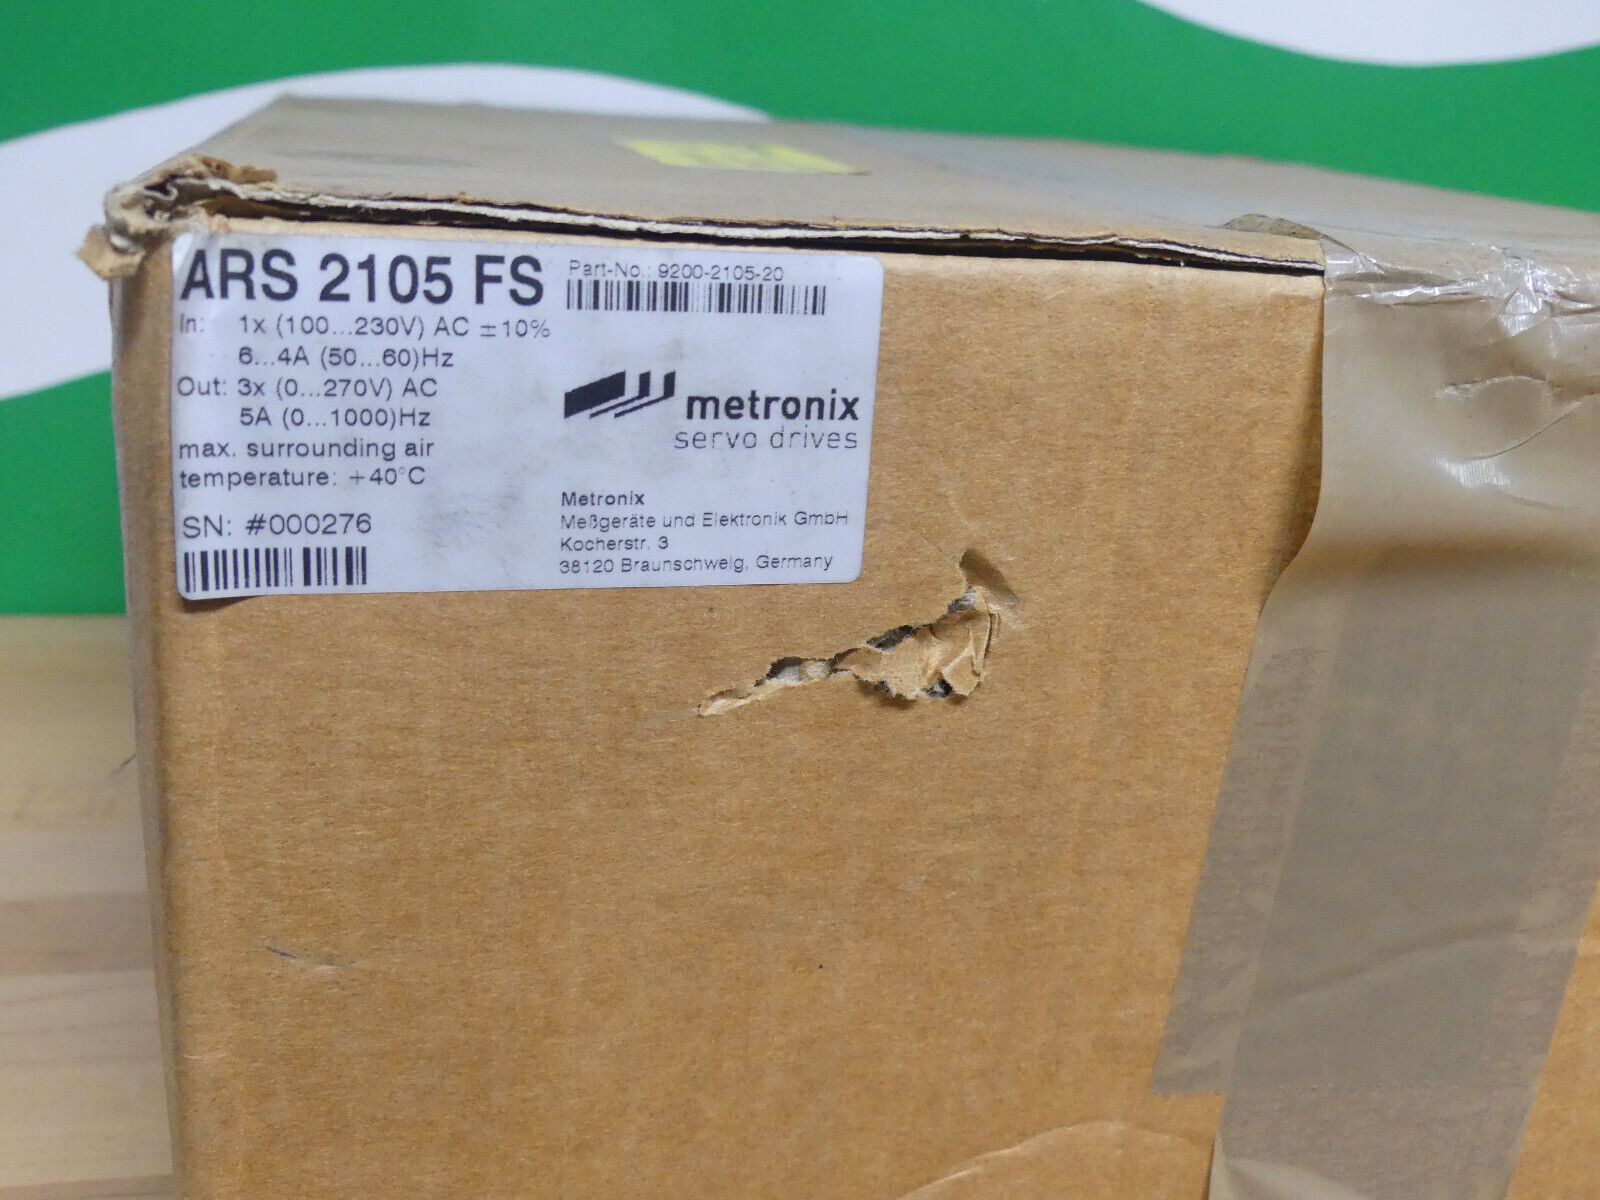 ARS 2105 FS
Part-No.: 9200-2105-20
In: 1x (100...230V) AC ±10%
6...4A (50...60)Hz
Out: 3x (0...270V) AC
5A (0...1000)Hz
max. surrounding air
temperature: +40°C
SN: #000276
metronix
servo drives
Metronix
Meßgeräte und Elektronik GmbH
Kocherstr. 3
38120 Braunschweig, Germany